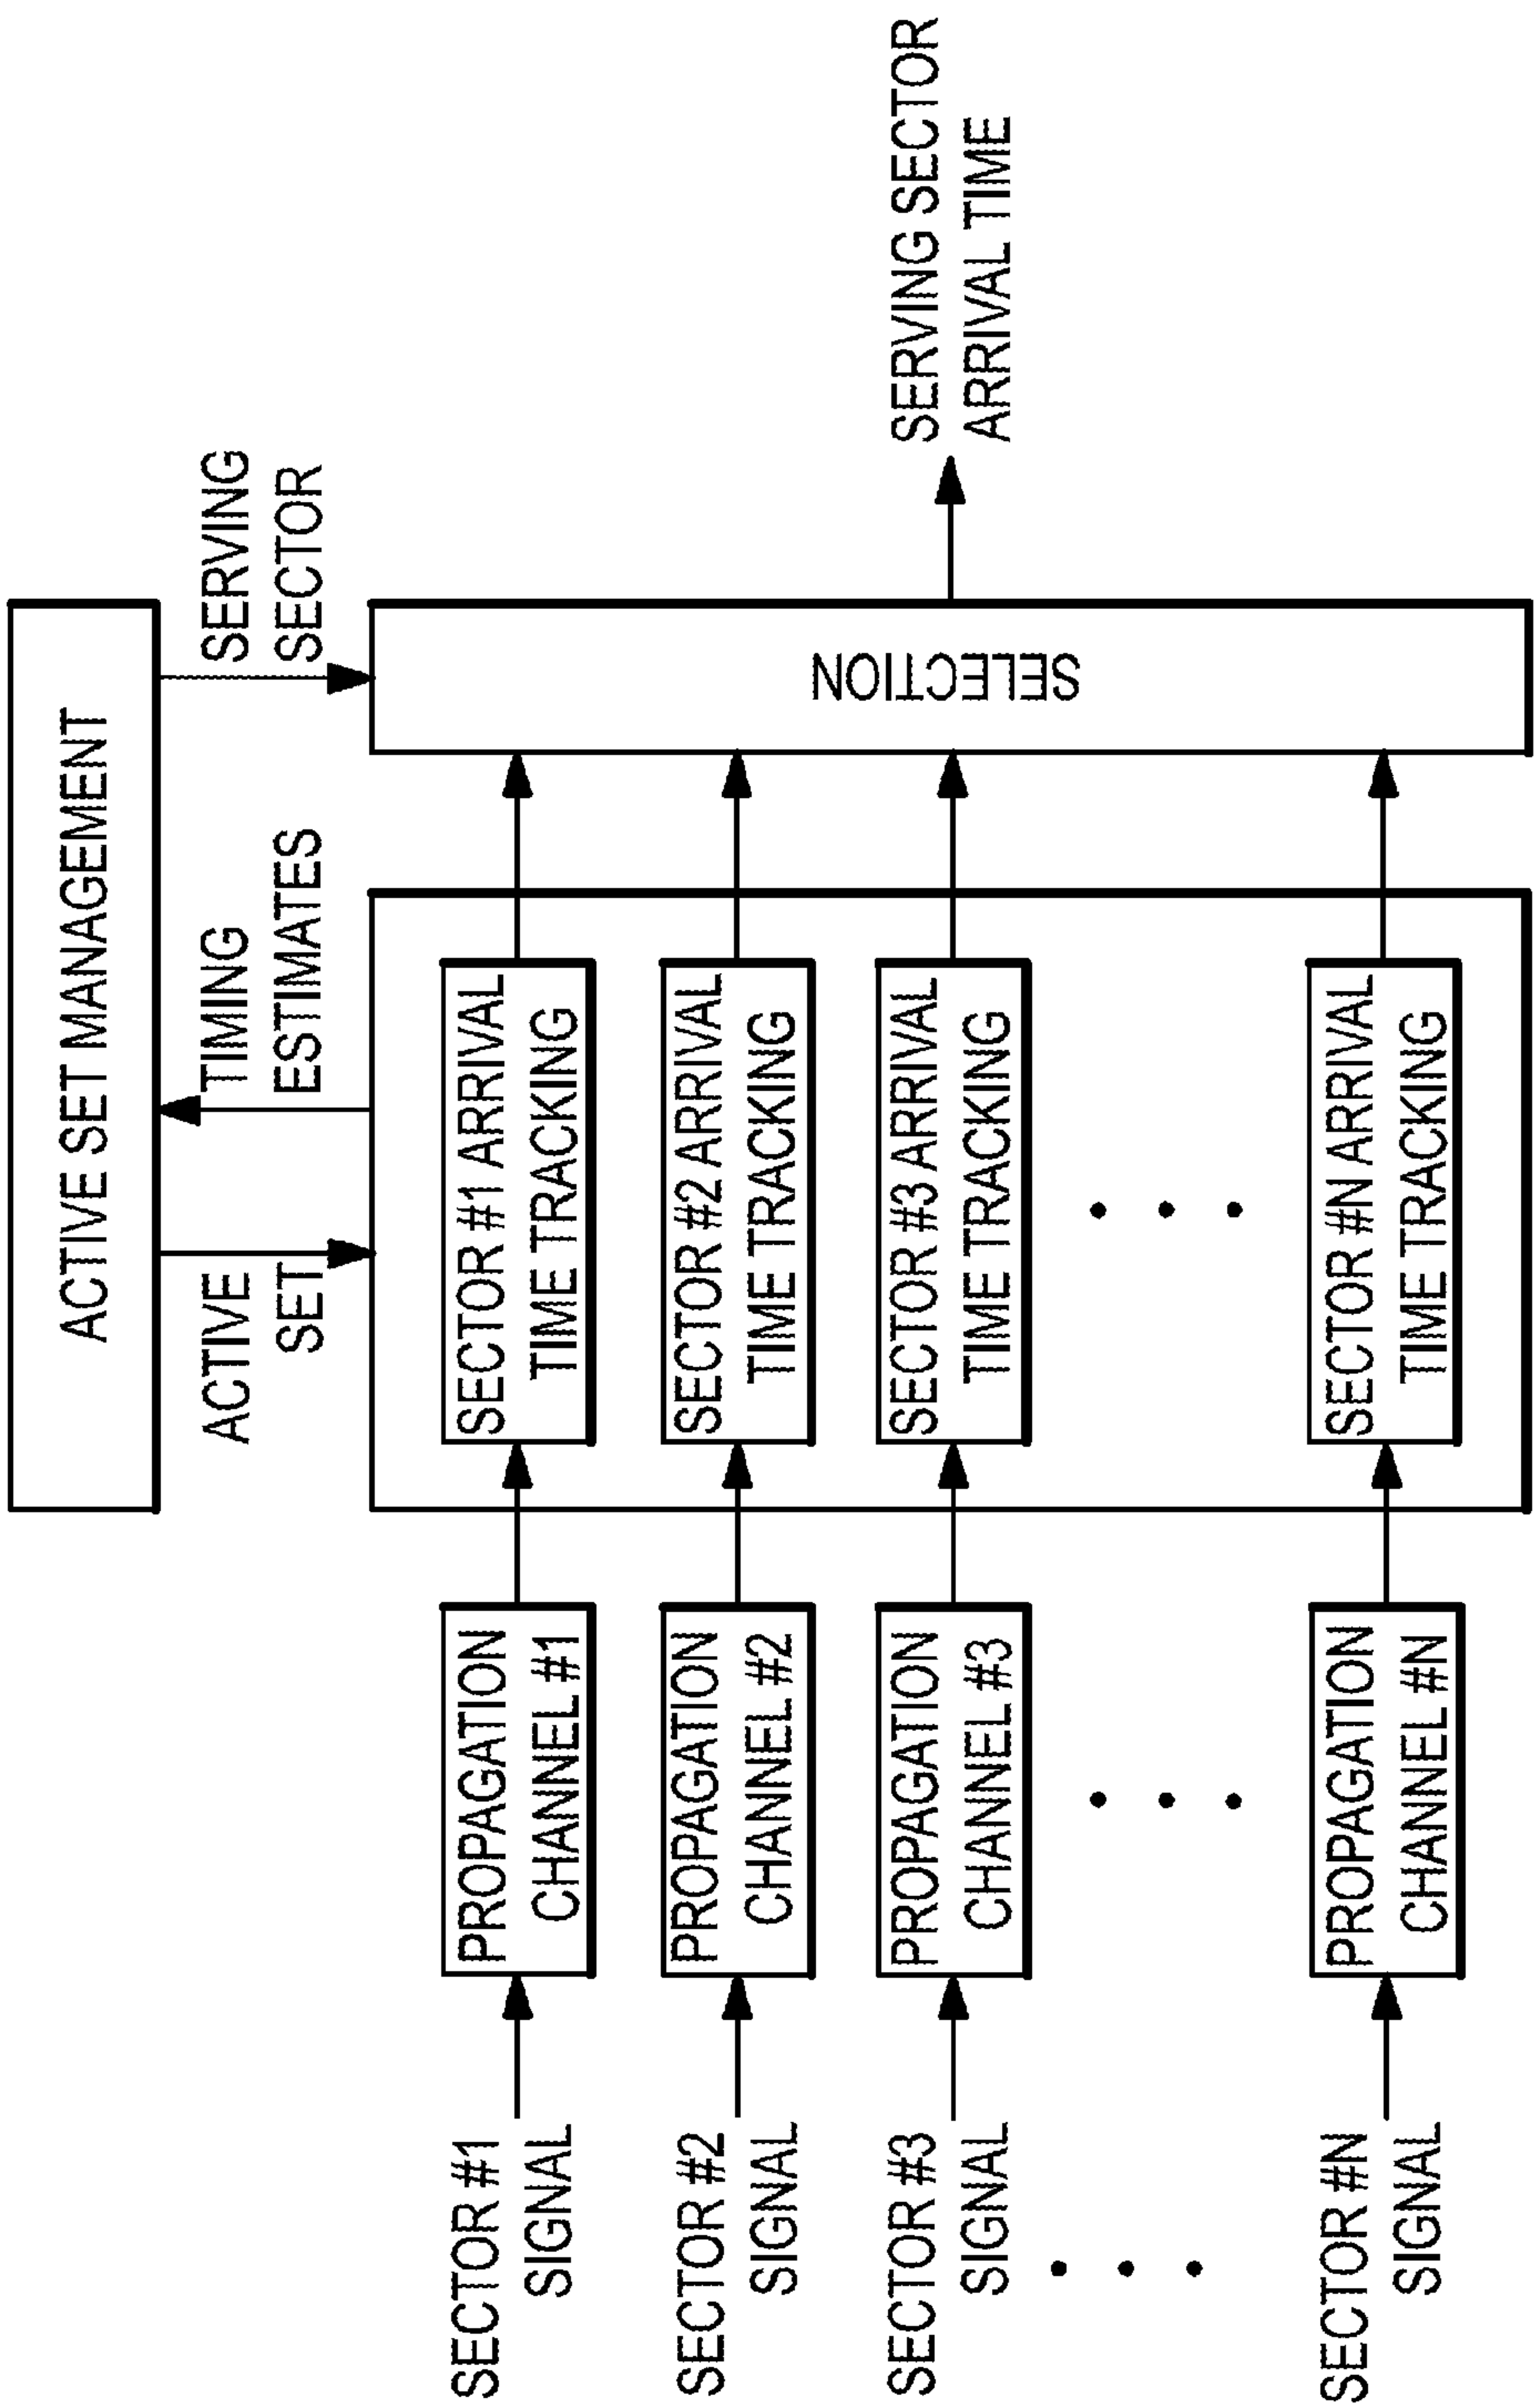 ACTIVE SET MANAGEMENT
ACTIVE
SET
TIMING
ESTIMATES
SERVING
SECTOR
SECTOR #1
SIGNAL
PROPAGATION
CHANNEL #1
SECTOR #1 ARRIVAL
TIME TRACKING
SECTOR #2
SIGNAL
PROPAGATION
CHANNEL #2
SECTOR #2 ARRIVAL
TIME TRACKING
SECTOR #3
SIGNAL
PROPAGATION
CHANNEL #3
SECTOR #3 ARRIVAL
TIME TRACKING
SECTOR #N
SIGNAL
PROPAGATION
CHANNEL #N
SECTOR #N ARRIVAL
TIME TRACKING
SELECTION
SERVING SECTOR
ARRIVAL TIME